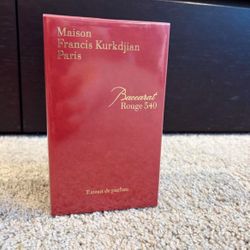 Maison
Francis Kurkdjian
Paris
Baccarat
Rouge 540
Extrait de parfum